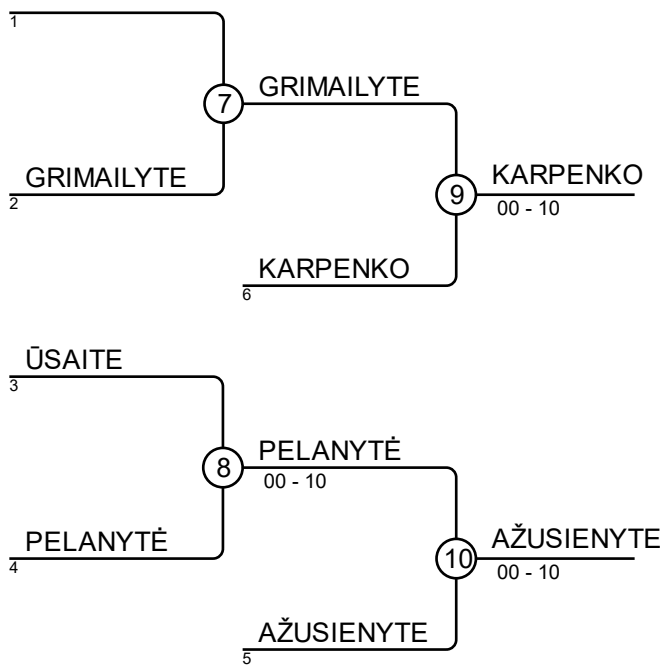 1
GRIMAILYTE
7
GRIMAILYTE
2
KARPENKO
9
00 - 10
KARPENKO
6
ŪSAITE
3
PELANYTĖ
8
00 - 10
PELANYTĖ
4
AŽUSIENYTE
10
00 - 10
AŽUSIENYTE
5